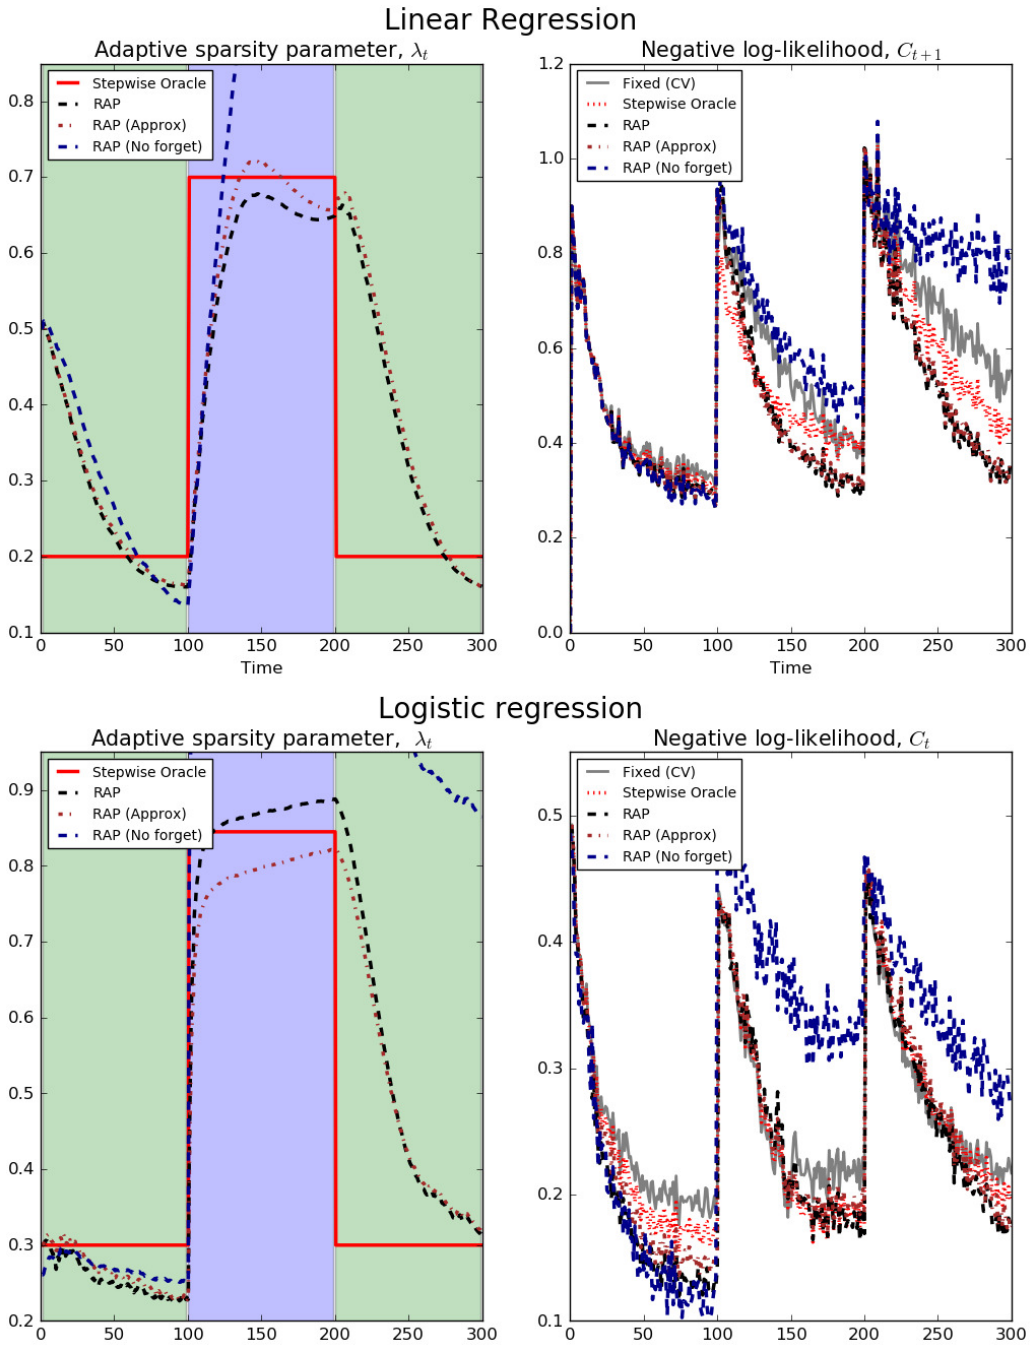 Linear Regression
Adaptive sparsity parameter, λt
0.8
0.7
0.6
0.5
0.4
0.3
0.2
0.1
Stepwise Oracle
RAP
RAP (Approx)
RAP (No forget)
0 50 100 150 200 250 300
Time
Negative log-likelihood, Ct+1
1.2
1.0
0.8
0.6
0.4
0.2
0.0
Fixed (CV)
Stepwise Oracle
RAP
RAP (Approx)
RAP (No forget)
0 50 100 150 200 250 300
Time
Logistic regression
Adaptive sparsity parameter, λt
0.9
0.8
0.7
0.6
0.5
0.4
0.3
0.2
Stepwise Oracle
RAP
RAP (Approx)
RAP (No forget)
0 50 100 150 200 250 300
Negative log-likelihood, Ct
0.5
0.4
0.3
0.2
0.1
Fixed (CV)
Stepwise Oracle
RAP
RAP (Approx)
RAP (No forget)
0 50 100 150 200 250 300